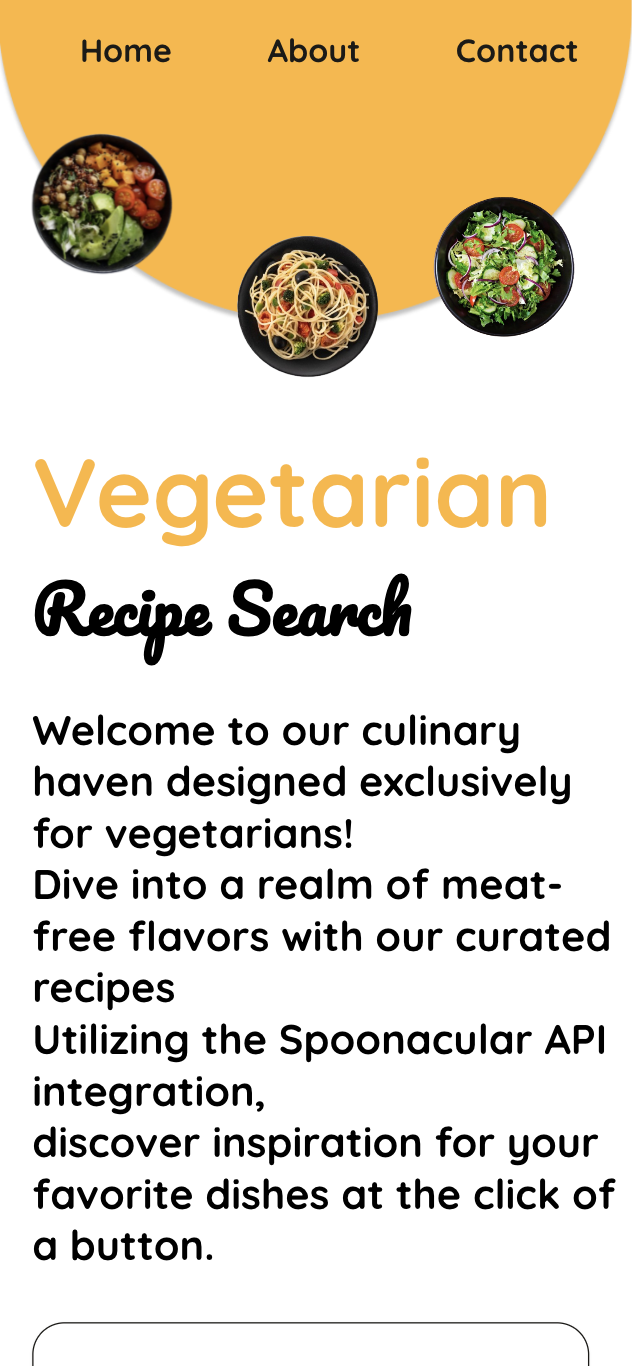 Home About Contact
Vegetarian
Recipe Search
Welcome to our culinary
haven designed exclusively
for vegetarians!
Dive into a realm of meat-
free flavors with our curated
recipes
Utilizing the Spoonacular API
integration,
discover inspiration for your
favorite dishes at the click of
a button.